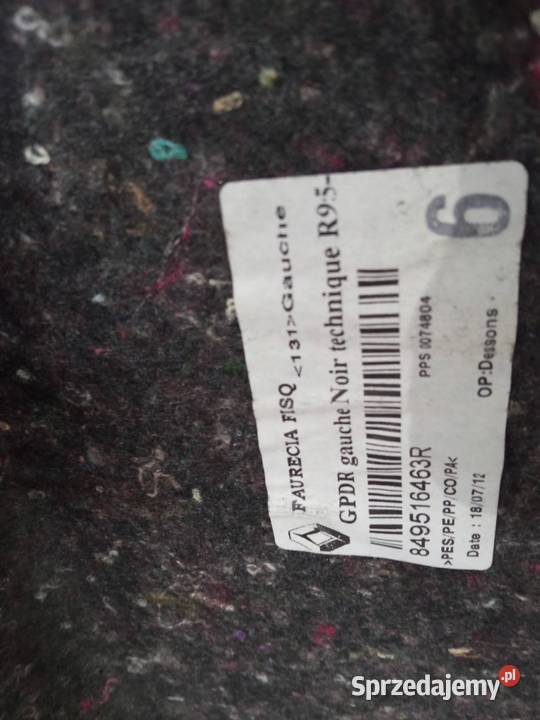 FAURECIA FISQ <131>Gauche
GPDR gauche Noir technique R95-
849516463R
PPS 0074804
>PES/PE/PP/CO/PA<
Date : 18/07/12
OP:Dessons
6
Sprzedajemy.pl